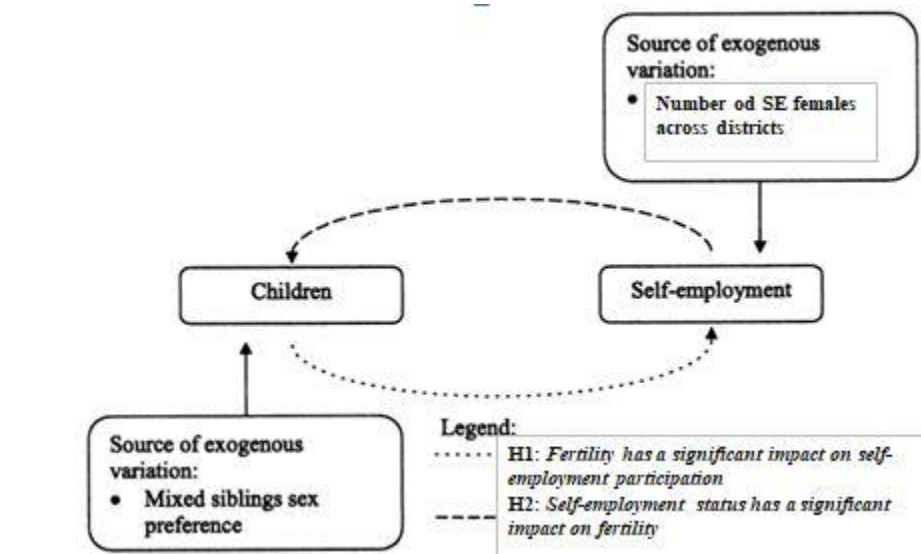 Source of exogenous
variation:
• Number od SE females
across districts
Children
Self-employment
Source of exogenous
variation:
• Mixed siblings sex
preference
Legend:
H1: Fertility has a significant impact on self-
employment participation
H2: Self-employment status has a significant
impact on fertility